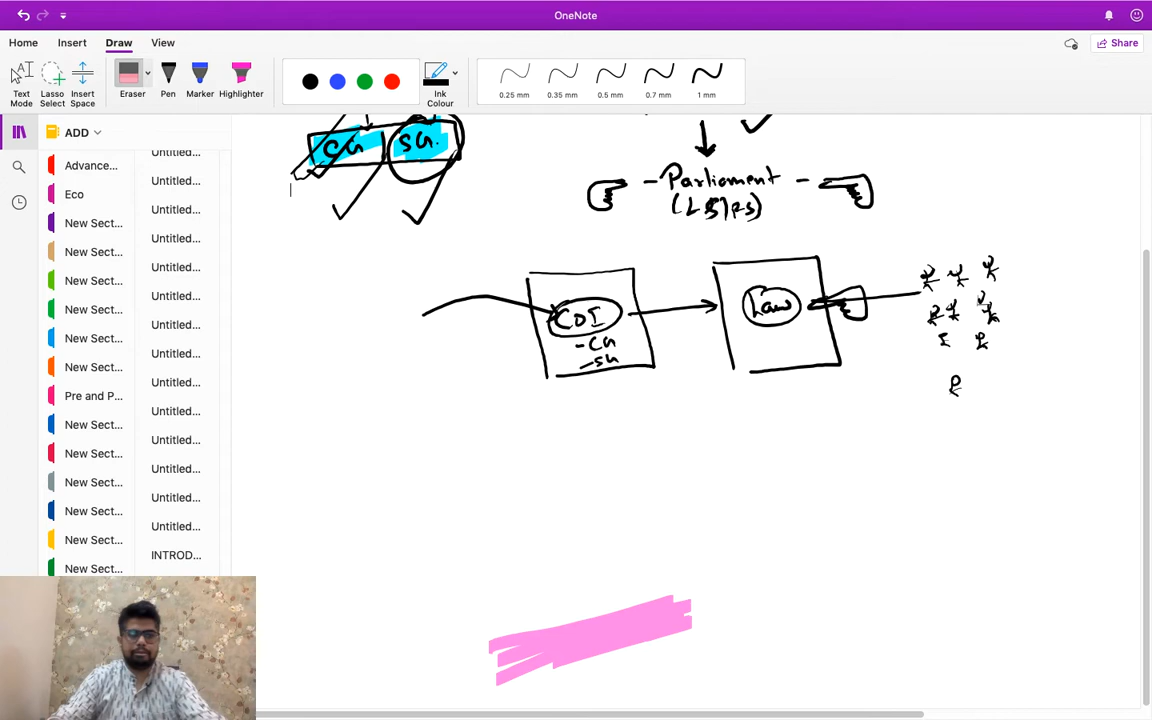 OneNote
Home Insert Draw View
Share
Text Mode
Lasso Select
Insert Space
Eraser
Pen
Marker
Highlighter
Ink Colour
0.25 mm 0.35 mm 0.5 mm 0.7 mm 1 mm
ADD
Advance...
Eco
New Sect...
New Sect...
New Sect...
New Sect...
New Sect...
New Sect...
Pre and P...
New Sect...
New Sect...
New Sect...
New Sect...
New Sect...
New Sect...
Untitled...
Untitled...
Untitled...
Untitled...
Untitled...
Untitled...
Untitled...
Untitled...
Untitled...
Untitled...
Untitled...
Untitled...
Untitled...
Untitled...
INTROD...
CG SG.
- Parliament -
(LS/RS)
COI
- CG
- SG
Law